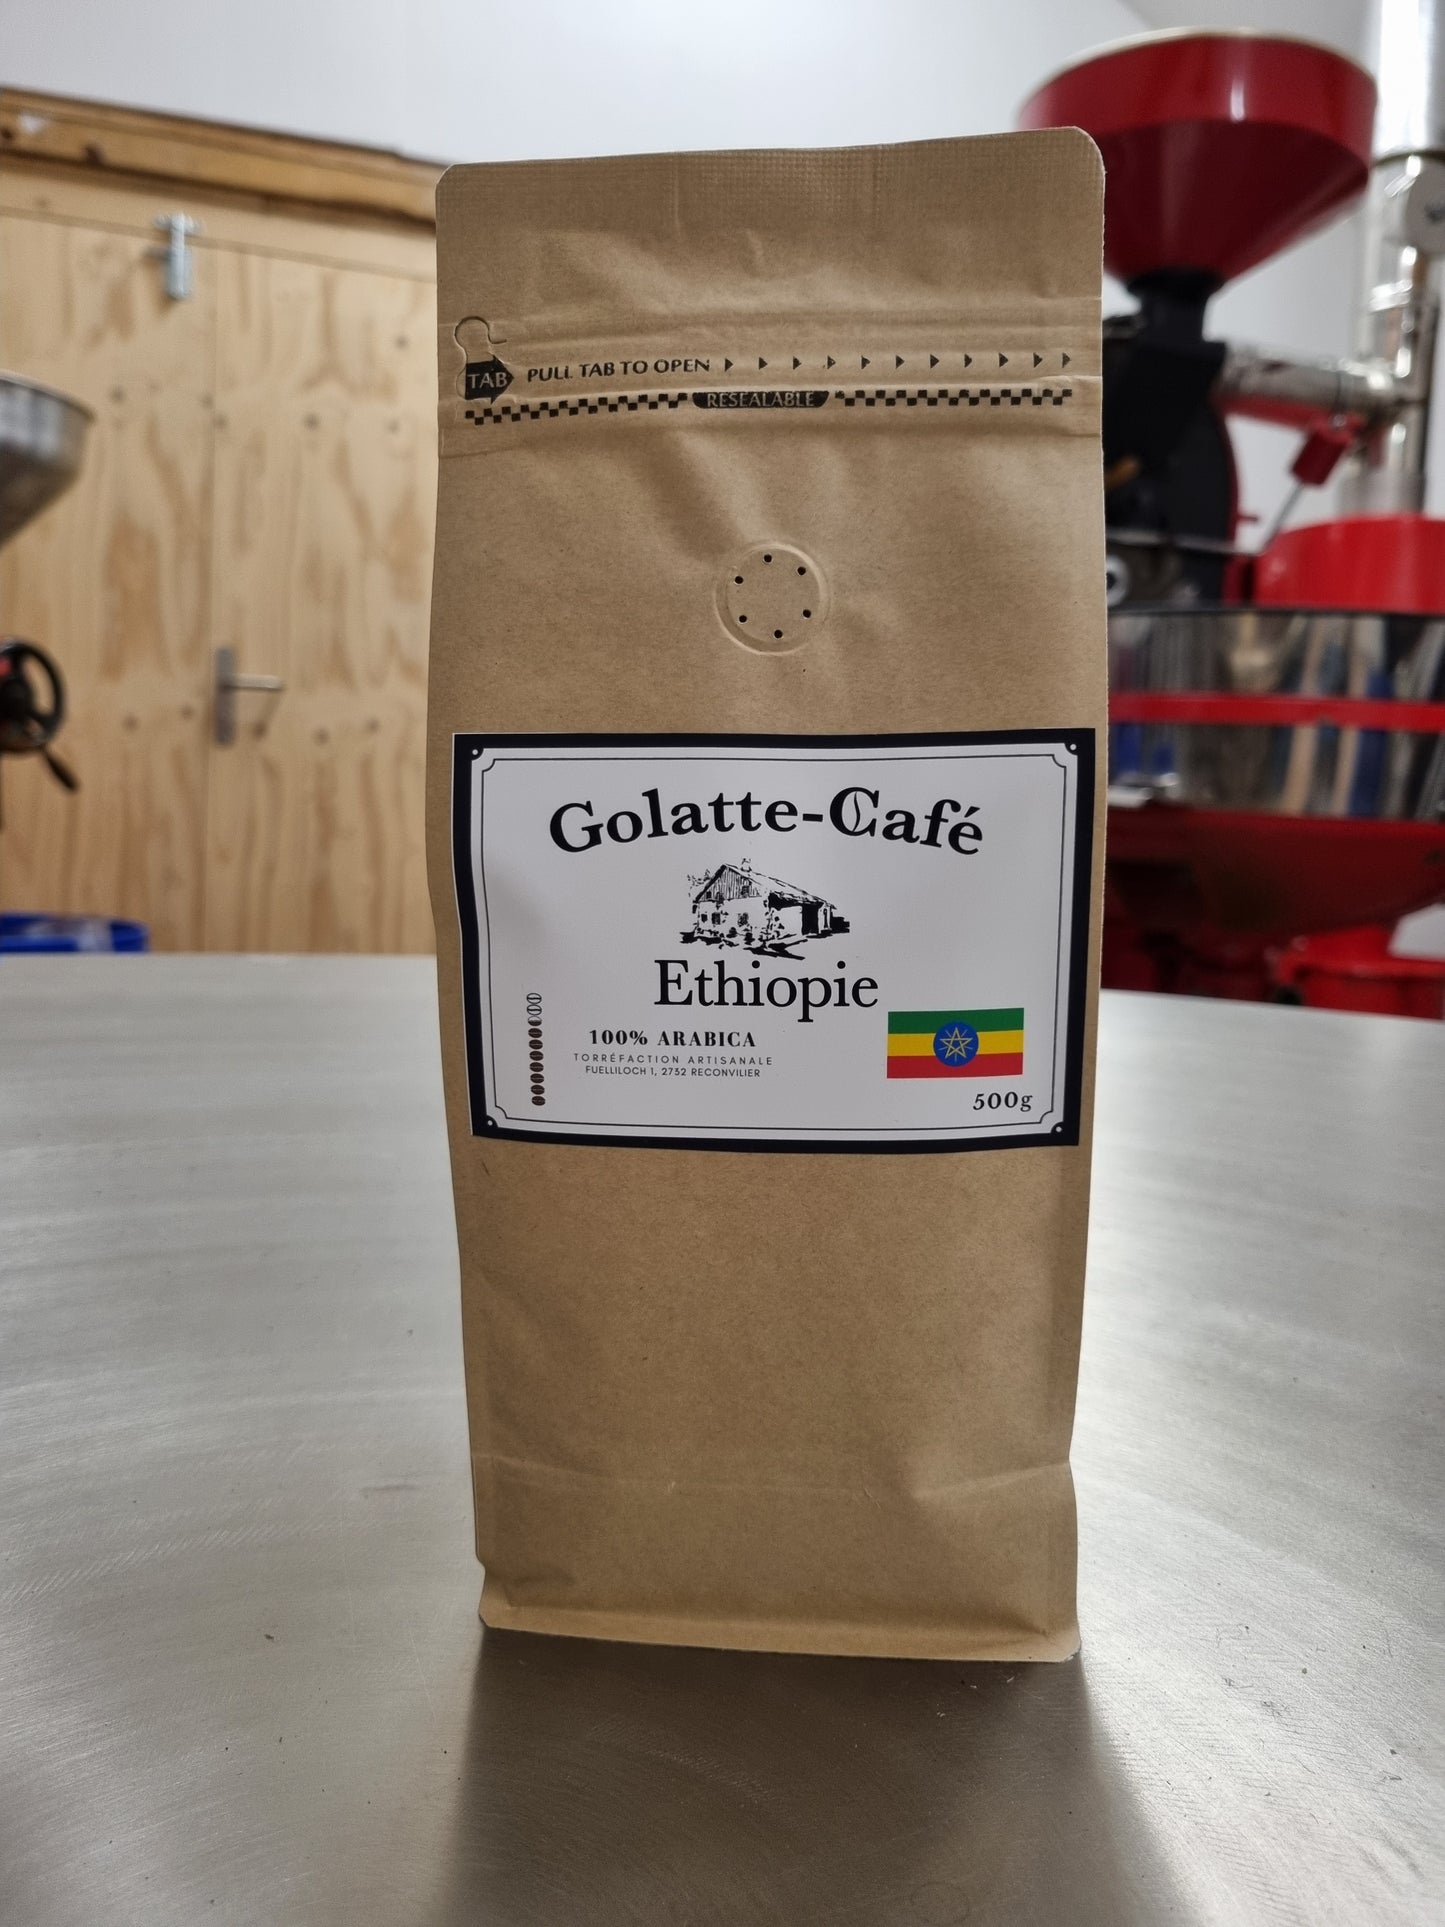 TAB PULL TAB TO OPEN
RESEALABLE
Golatte-Café
Ethiopie
100% ARABICA
TORRÉFACTION ARTISANALE
FUELLILOCH 1, 2732 RECONVILIER
500g